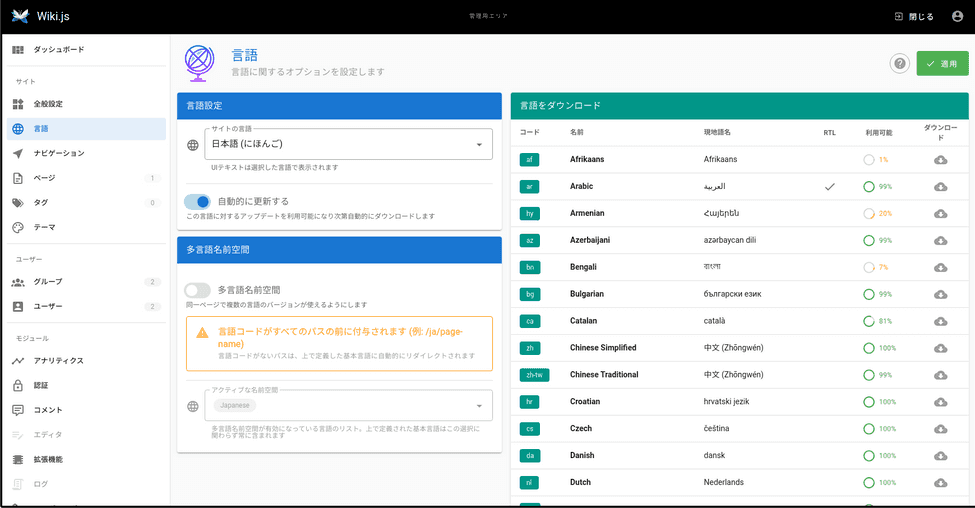 Wiki.js
管理用エリア
閉じる
ダッシュボード
サイト
全般設定
言語
ナビゲーション
ページ 1
タグ 0
テーマ
ユーザー
グループ 2
ユーザー 2
モジュール
アナリティクス
認証
コメント
エディタ
拡張機能
ログ
言語
言語に関するオプションを設定します
適用
言語設定
サイトの言語
日本語 (にほんご)
UIテキストは選択した言語で表示されます
自動的に更新する
この言語に対するアップデートを利用可能になり次第自動的にダウンロードします
多言語名前空間
多言語名前空間
同一ページで複数の言語のバージョンが使えるようにします
言語コードがすべてのパスの前に付与されます (例: /ja/page-
name)
言語コードがないパスは、上で定義した基本言語に自動的にリダイレクトされます
アクティブな名前空間
Japanese
多言語名前空間が有効になっている言語のリスト。上で定義された基本言語はこの選択に
関わらず常に含まれます
言語をダウンロード
コード 名前 現地語名 RTL 利用可能 ダウンロー
ド
af Afrikaans Afrikaans 1%
ar Arabic العربية 99%
hy Armenian Հայերեն 20%
az Azerbaijani azərbaycan dili 99%
bn Bengali বাংলা 7%
bg Bulgarian български език 99%
ca Catalan català 81%
zh Chinese Simplified 中文 (Zhōngwén) 100%
zh-tw Chinese Traditional 中文 (Zhōngwén) 99%
hr Croatian hrvatski jezik 100%
cs Czech čeština 100%
da Danish dansk 100%
nl Dutch Nederlands 100%